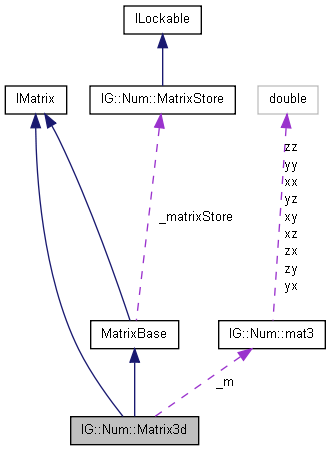 ILockable
IMatrix
IG::Num::MatrixStore
double
zz
yy
xx
yz
xy
xz
zx
zy
yx
_matrixStore
MatrixBase
IG::Num::mat3
_m
IG::Num::Matrix3d